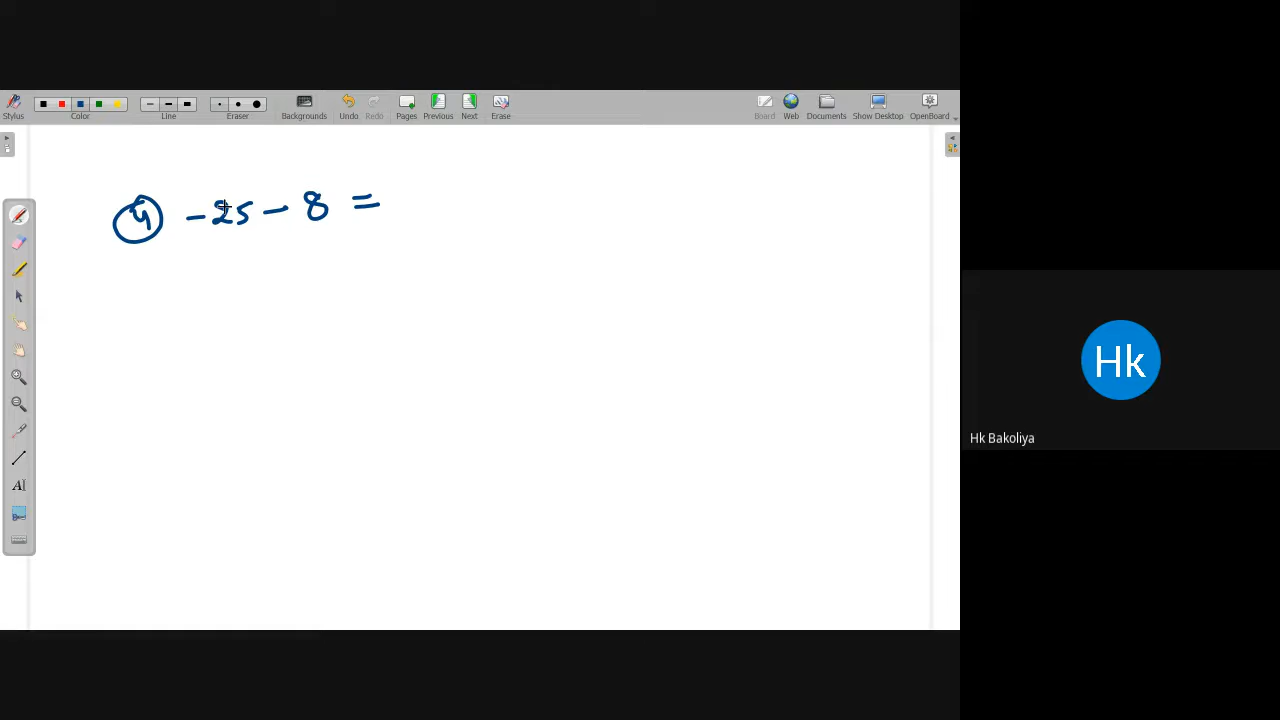 Stylus Color Line Eraser Backgrounds Undo Redo Pages Previous Next Erase Board Web Documents Show Desktop OpenBoard
④ -25 - 8 =
Hk
Hk Bakoliya